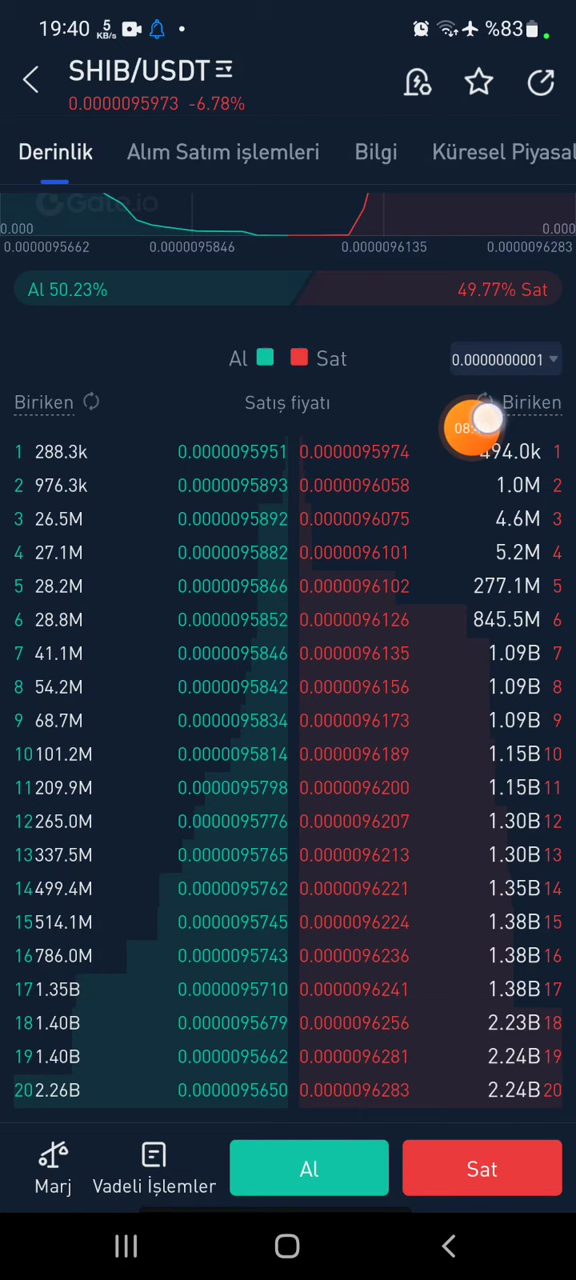 19:40 5 KB/s %83
SHIB/USDT
0.0000095973 -6.78%
Derinlik Alım Satım işlemleri Bilgi Küresel Piyasal
Gate.io
0.000 0.000
0.0000095662 0.0000095846 0.0000096135 0.0000096283
Al 50.23% 49.77% Sat
Al Sat 0.0000000001
Biriken Satış fiyatı Biriken
1 288.3k 0.0000095951 0.0000095974 494.0k 1
2 976.3k 0.0000095893 0.0000096058 1.0M 2
3 26.5M 0.0000095892 0.0000096075 4.6M 3
4 27.1M 0.0000095882 0.0000096101 5.2M 4
5 28.2M 0.0000095866 0.0000096102 277.1M 5
6 28.8M 0.0000095852 0.0000096126 845.5M 6
7 41.1M 0.0000095846 0.0000096135 1.09B 7
8 54.2M 0.0000095842 0.0000096156 1.09B 8
9 68.7M 0.0000095834 0.0000096173 1.09B 9
10 101.2M 0.0000095814 0.0000096189 1.15B 10
11 209.9M 0.0000095798 0.0000096200 1.15B 11
12 265.0M 0.0000095776 0.0000096207 1.30B 12
13 337.5M 0.0000095765 0.0000096213 1.30B 13
14 499.4M 0.0000095762 0.0000096221 1.35B 14
15 514.1M 0.0000095745 0.0000096224 1.38B 15
16 786.0M 0.0000095743 0.0000096236 1.38B 16
17 1.35B 0.0000095710 0.0000096241 1.38B 17
18 1.40B 0.0000095679 0.0000096256 2.23B 18
19 1.40B 0.0000095662 0.0000096281 2.24B 19
20 2.26B 0.0000095650 0.0000096283 2.24B 20
Marj Vadeli İşlemler Al Sat